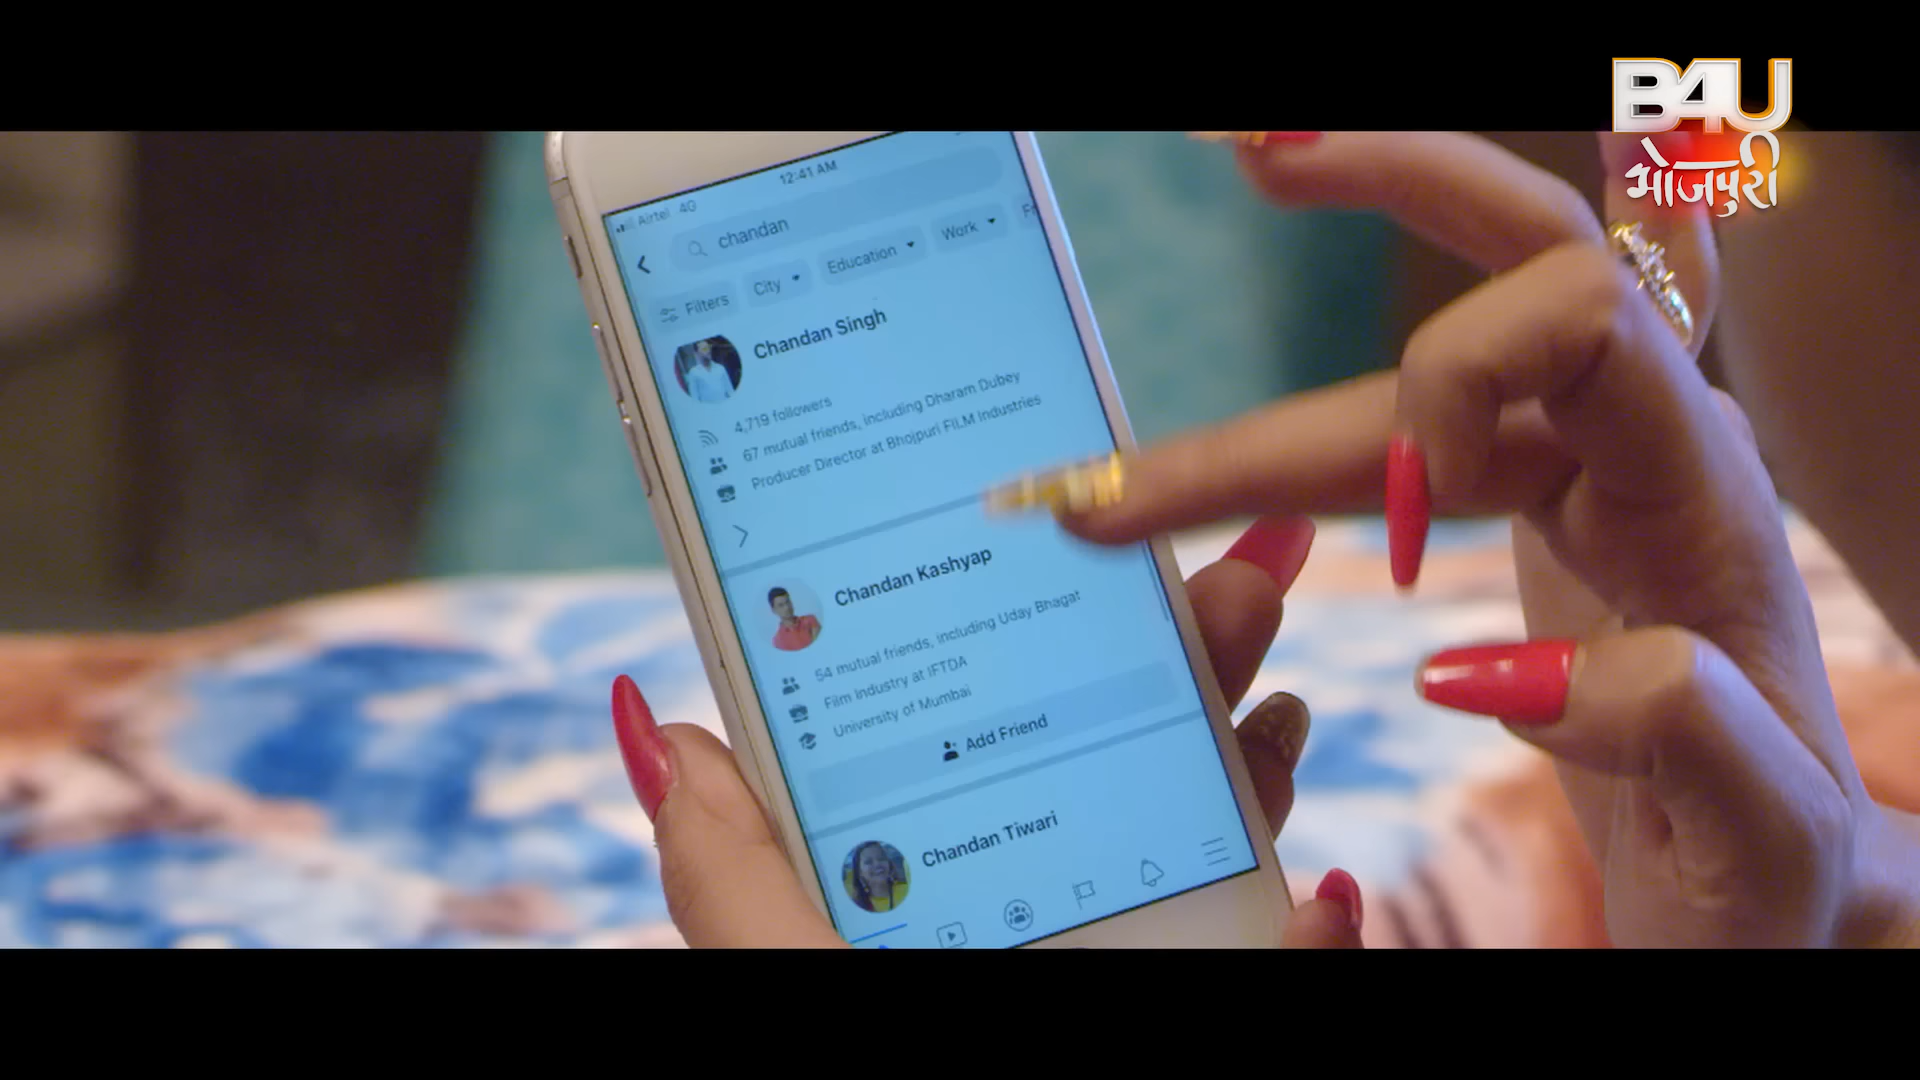 B4U
भोजपुरी
12:41 AM
Airtel 4G
chandan
Filters City Education Work Fr
Chandan Singh
4,719 followers
67 mutual friends, including Dharam Dubey
Producer Director at Bhojpuri FILM Industries
Chandan Kashyap
54 mutual friends, including Uday Bhagat
Film Industry at IFTDA
University of Mumbai
Add Friend
Chandan Tiwari